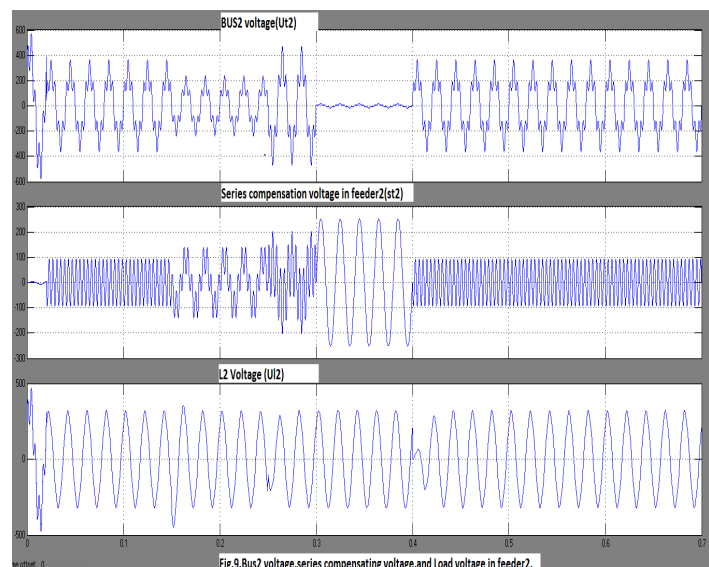 BUS2 voltage(Ut2)
600
400
200
0
-200
-400
-600
Series compensation voltage in feeder2(st2)
300
200
100
0
-100
-200
-300
L2 Voltage (Ul2)
500
0
-500
0 0.1 0.2 0.3 0.4 0.5 0.6 0.7
offset: 0
Fig.9.Bus2 voltage,series compensating voltage,and Load voltage in feeder2.